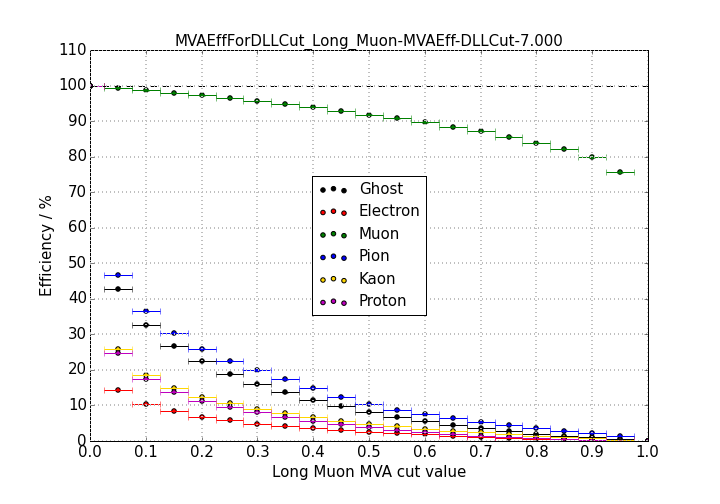 MVAEffForDLLCut_Long_Muon-MVAEff-DLLCut-7.000
110
100
90
80
70
60
50
40
30
20
10
0
Efficiency / %
Ghost
Electron
Muon
Pion
Kaon
Proton
0.0 0.1 0.2 0.3 0.4 0.5 0.6 0.7 0.8 0.9 1.0
Long Muon MVA cut value